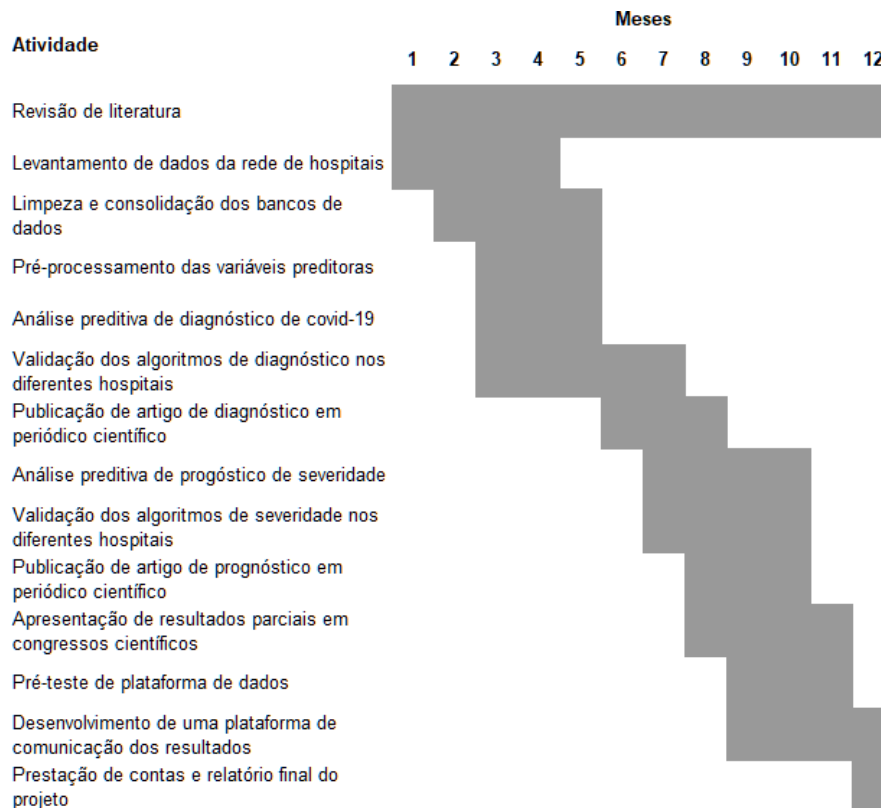 Meses
Atividade
1 2 3 4 5 6 7 8 9 10 11 12
Revisão de literatura
Levantamento de dados da rede de hospitais
Limpeza e consolidação dos bancos de
dados
Pré-processamento das variáveis preditoras
Análise preditiva de diagnóstico de covid-19
Validação dos algoritmos de diagnóstico nos
diferentes hospitais
Publicação de artigo de diagnóstico em
periódico científico
Análise preditiva de progóstico de severidade
Validação dos algoritmos de severidade nos
diferentes hospitais
Publicação de artigo de prognóstico em
periódico científico
Apresentação de resultados parciais em
congressos científicos
Pré-teste de plataforma de dados
Desenvolvimento de uma plataforma de
comunicação dos resultados
Prestação de contas e relatório final do
projeto